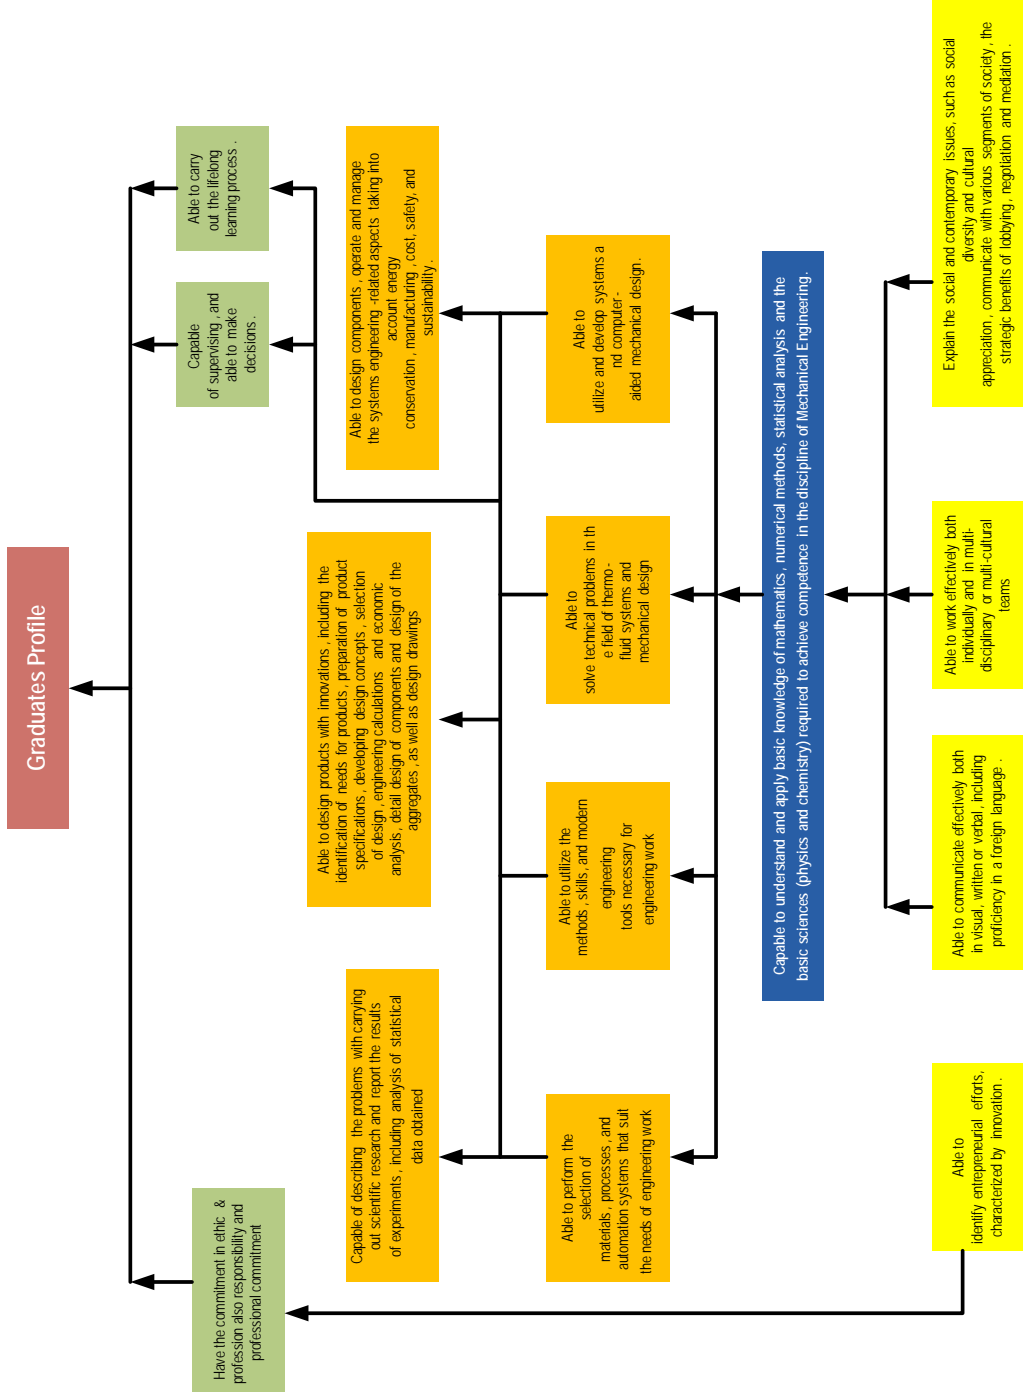 Graduates Profile
Have the commitment in ethic &
profession also responsibility and
professional commitment
Capable
of supervising , and
able to make
decisions .
Able to carry
out the lifelong
learning process .
Capable of describing the problems with carrying
out scientific research and report the results
of experiments , including analysis of statistical
data obtained
Able to design products with innovations , including the
identification of needs for products , preparation of product
specifications , developing design concepts , selection
of design , engineering calculations and economic
analysis , detail design of components and design of the
aggregates , as well as design drawings
Able to design components , operate and manage
the systems engineering -related aspects taking into
account energy
conservation , manufacturing , cost, safety, and
sustainability .
Able to perform the
selection of
materials , processes , and
automation systems that suit
the needs of engineering work
Able to utilize the
methods , skills , and modern
engineering
tools necessary for
engineering work
Able to
solve technical problems in th
e field of thermo -
fluid systems and
mechanical design
Able to
utilize and develop systems a
nd computer -
aided mechanical design .
Capable to understand and apply basic knowledge of mathematics, numerical methods, statistical analysis and the
basic sciences (physics and chemistry) required to achieve competence in the discipline of Mechanical Engineering.
Able to
identify entrepreneurial efforts,
characterized by innovation .
Able to communicate effectively both
in visual, written or verbal, including
proficiency in a foreign language .
Able to work effectively both
individually and in multi-
disciplinary or multi-cultural
teams
Explain the social and contemporary issues, such as social
diversity and cultural
appreciation , communicate with various segments of society , the
strategic benefits of lobbying , negotiation and mediation .